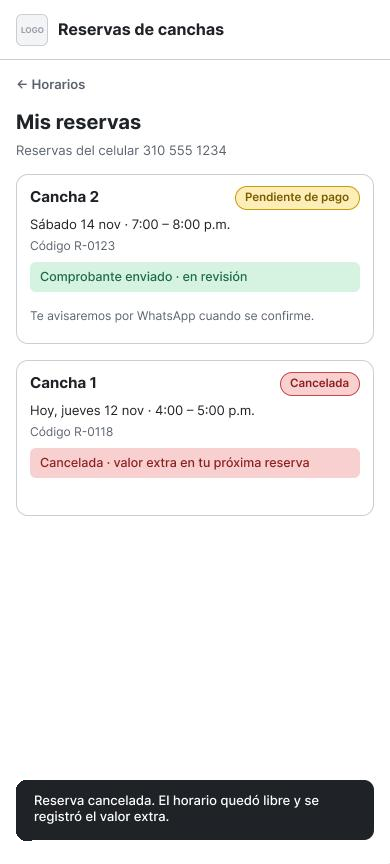 LOGO
Reservas de canchas
← Horarios
Mis reservas
Reservas del celular 310 555 1234
Cancha 2
Pendiente de pago
Sábado 14 nov · 7:00 – 8:00 p.m.
Código R-0123
Comprobante enviado · en revisión
Te avisaremos por WhatsApp cuando se confirme.
Cancha 1
Cancelada
Hoy, jueves 12 nov · 4:00 – 5:00 p.m.
Código R-0118
Cancelada · valor extra en tu próxima reserva
Reserva cancelada. El horario quedó libre y se
registró el valor extra.